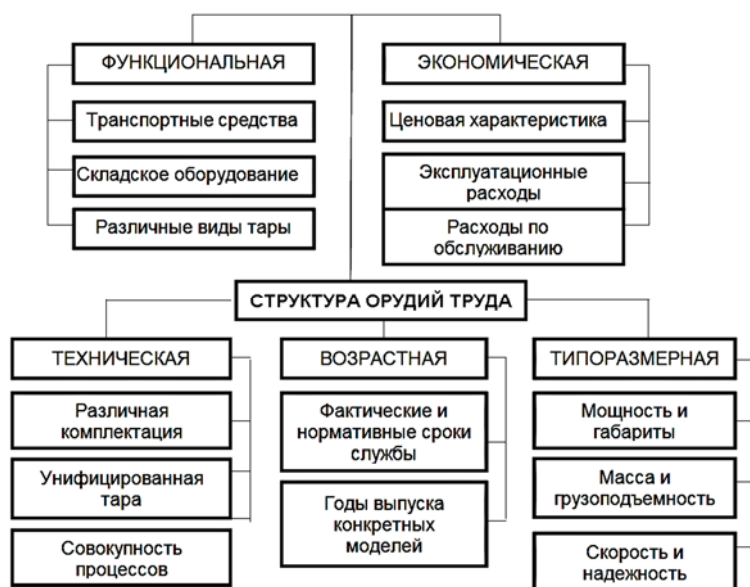 ФУНКЦИОНАЛЬНАЯ
Транспортные средства
Складское оборудование
Различные виды тары
ЭКОНОМИЧЕСКАЯ
Ценовая характеристика
Эксплуатационные
расходы
Расходы по
обслуживанию
СТРУКТУРА ОРУДИЙ ТРУДА
ТЕХНИЧЕСКАЯ
Различная
комплектация
Унифицированная
тара
Совокупность
процессов
ВОЗРАСТНАЯ
Фактические и
нормативные сроки
службы
Годы выпуска
конкретных
моделей
ТИПОРАЗМЕРНАЯ
Мощность и
габариты
Масса и
грузоподъемность
Скорость и
надежность